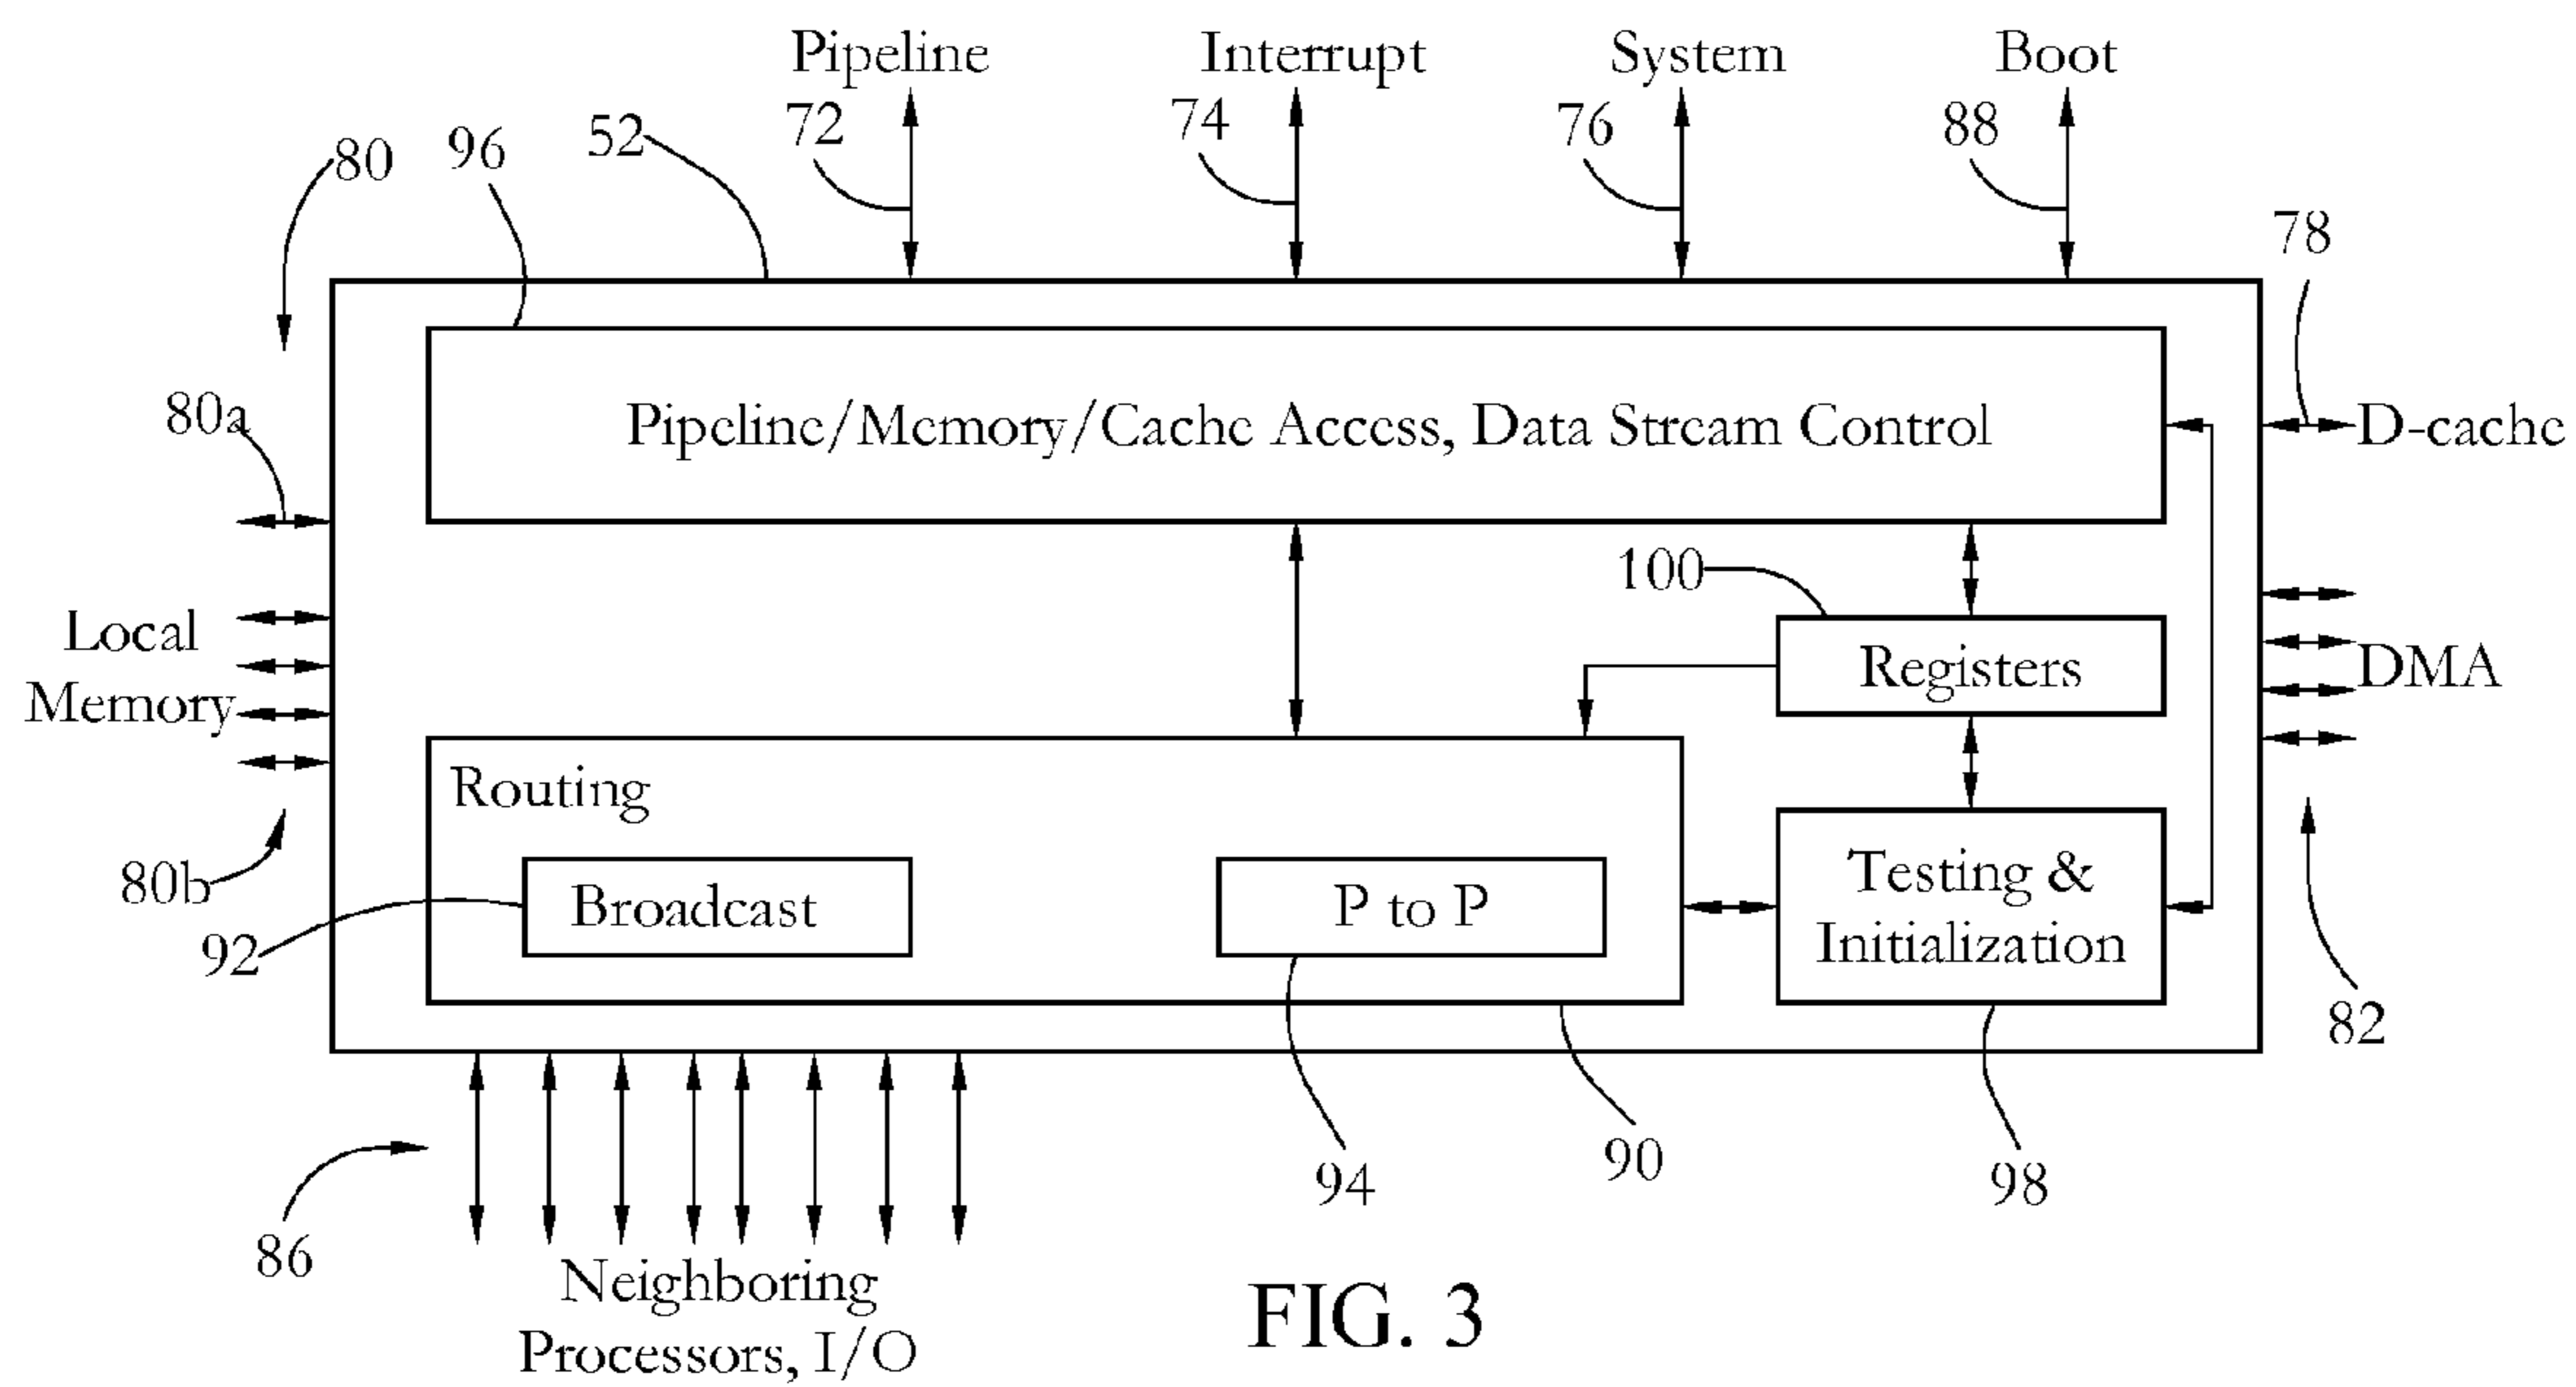 Pipeline
Interrupt
System
Boot
72
74
76
88
52
96
80
78
Pipeline/Memory/Cache Access, Data Stream Control
D-cache
80a
100
Local
Memory
Registers
DMA
Routing
Broadcast
P to P
Testing &
Initialization
80b
92
82
94
90
98
86
Neighboring
Processors, I/O
FIG. 3